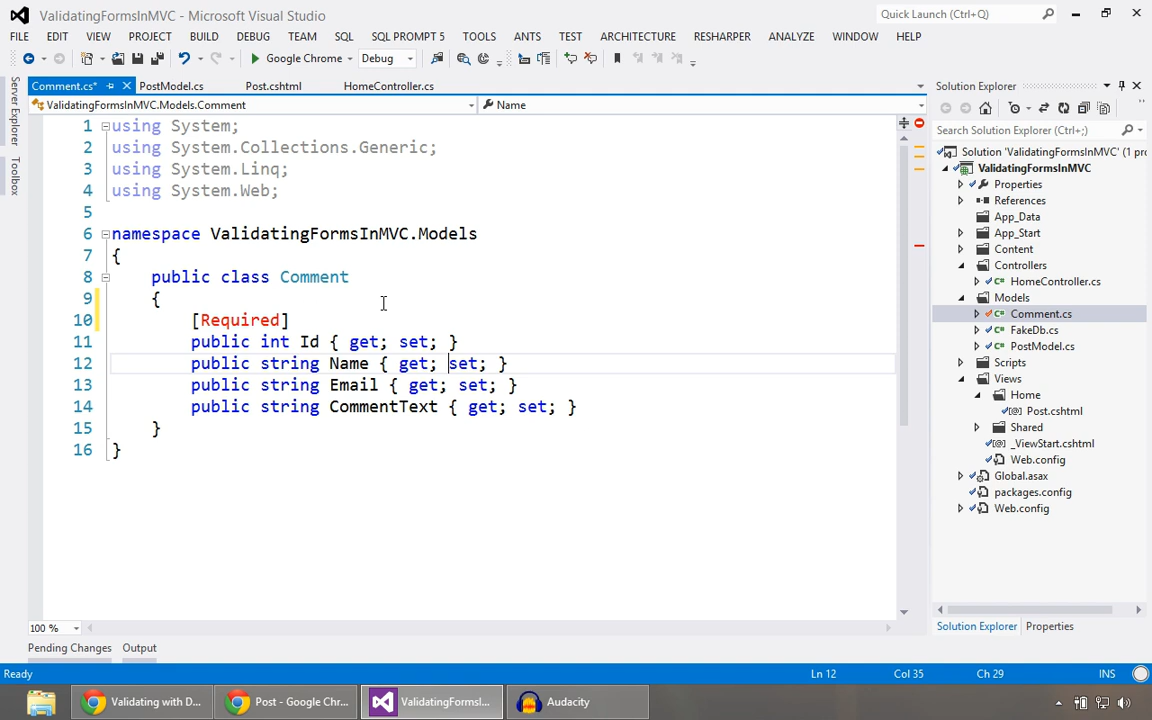 ValidatingFormsInMVC - Microsoft Visual Studio
Quick Launch (Ctrl+Q)
FILE EDIT VIEW PROJECT BUILD DEBUG TEAM SQL SQL PROMPT 5 TOOLS ANTS TEST ARCHITECTURE RESHARPER ANALYZE WINDOW HELP
Google Chrome Debug
Server Explorer
Toolbox
Comment.cs* PostModel.cs Post.cshtml HomeController.cs
ValidatingFormsInMVC.Models.Comment Name
1 using System;
2 using System.Collections.Generic;
3 using System.Linq;
4 using System.Web;
5
6 namespace ValidatingFormsInMVC.Models
7 {
8 public class Comment
9 {
10 [Required]
11 public int Id { get; set; }
12 public string Name { get; set; }
13 public string Email { get; set; }
14 public string CommentText { get; set; }
15 }
16 }
100 %
Solution Explorer
Search Solution Explorer (Ctrl+;)
Solution 'ValidatingFormsInMVC' (1 pro
ValidatingFormsInMVC
Properties
References
App_Data
App_Start
Content
Controllers
HomeController.cs
Models
Comment.cs
FakeDb.cs
PostModel.cs
Scripts
Views
Home
Post.cshtml
Shared
_ViewStart.cshtml
Web.config
Global.asax
packages.config
Web.config
Solution Explorer Properties
Pending Changes Output
Ready Ln 12 Col 35 Ch 29 INS
Validating with D... Post - Google Chr... ValidatingFormsI... Audacity